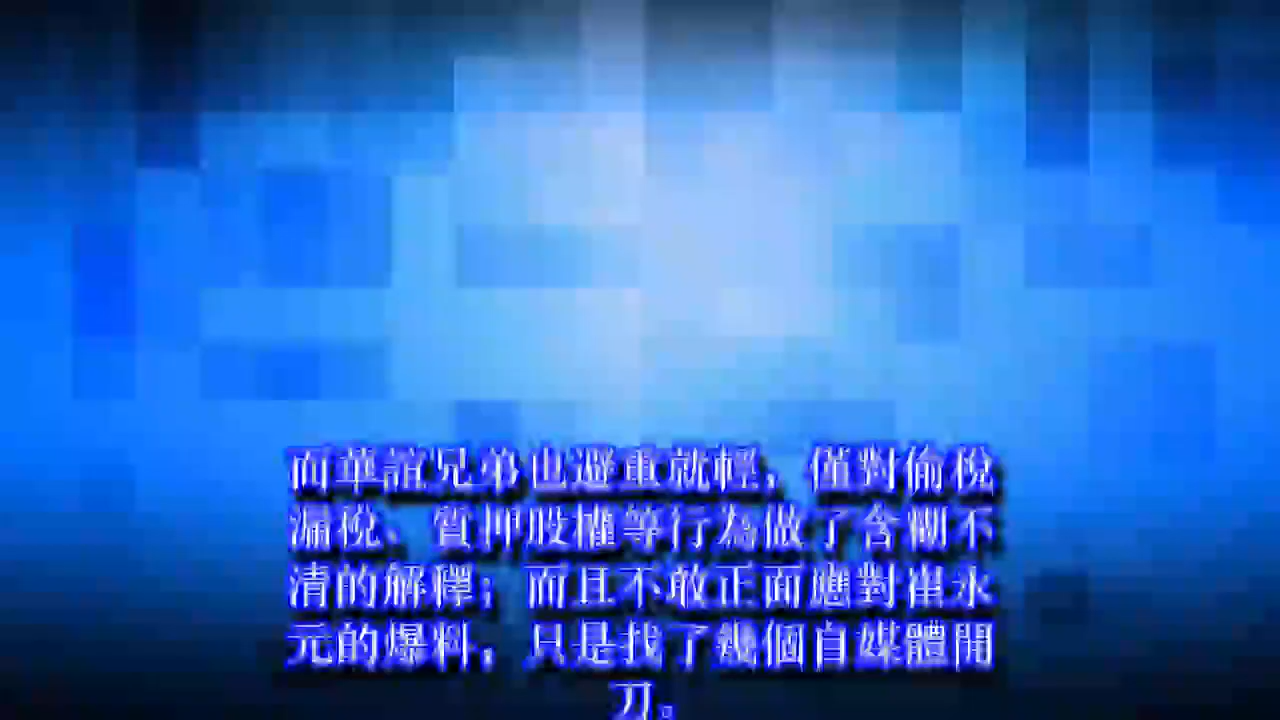 而華誼兄弟也避重就輕，僅對偷稅
漏稅、質押股權等行為做了含糊不
清的解釋；而且不敢正面應對崔永
元的爆料，只是找了幾個自媒體開
刀。